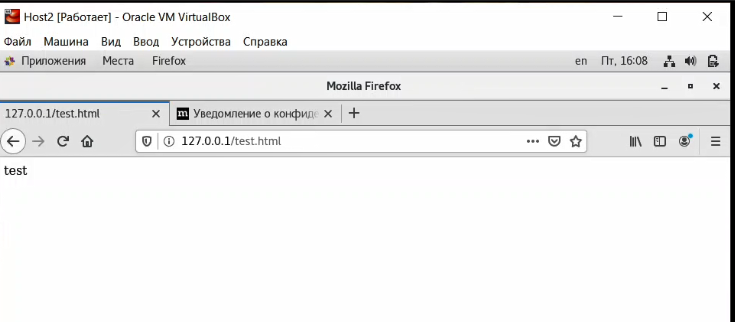 Host2 [Работает] - Oracle VM VirtualBox
Файл Машина Вид Ввод Устройства Справка
Приложения Места Firefox en Пт, 16:08
Mozilla Firefox
127.0.0.1/test.html m Уведомление о конфиде
127.0.0.1/test.html
test